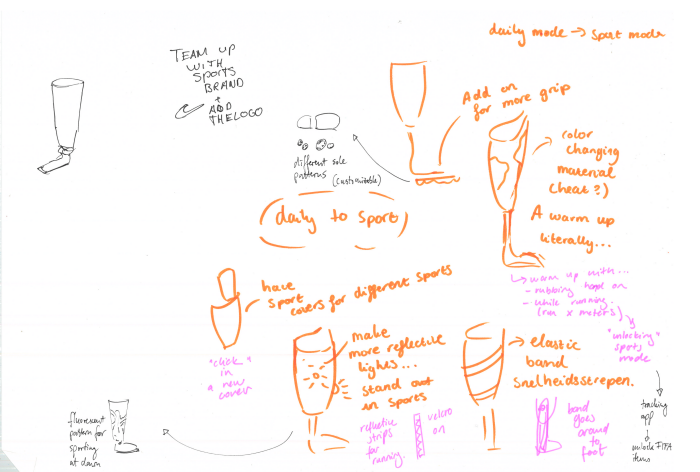 daily mode → sport mode
TEAM UP
WITH
SPORTS
BRAND
+
ADD
THE LOGO
Add on
for more grip
different sole
patterns
(customizable)
color
changing
material
(heat?)
A warm up
literally...
(daily to sport)
↳ warm up with...
- rubbing hope on
- while running.
(run x meters)
"unlocking"
sports
mode
tracking
app
↓
unlock FIFA
items
have
sport
covers for different sports
"click"
in
a new
cover
make
more reflective
lights...
stand out
in sports
reflective
strips
for
running.
velcro
on
→ elastic
band
snelheidsstrepen.
band
goes
around
to
foot
fluorescent
pattern for
sporting
at dawn